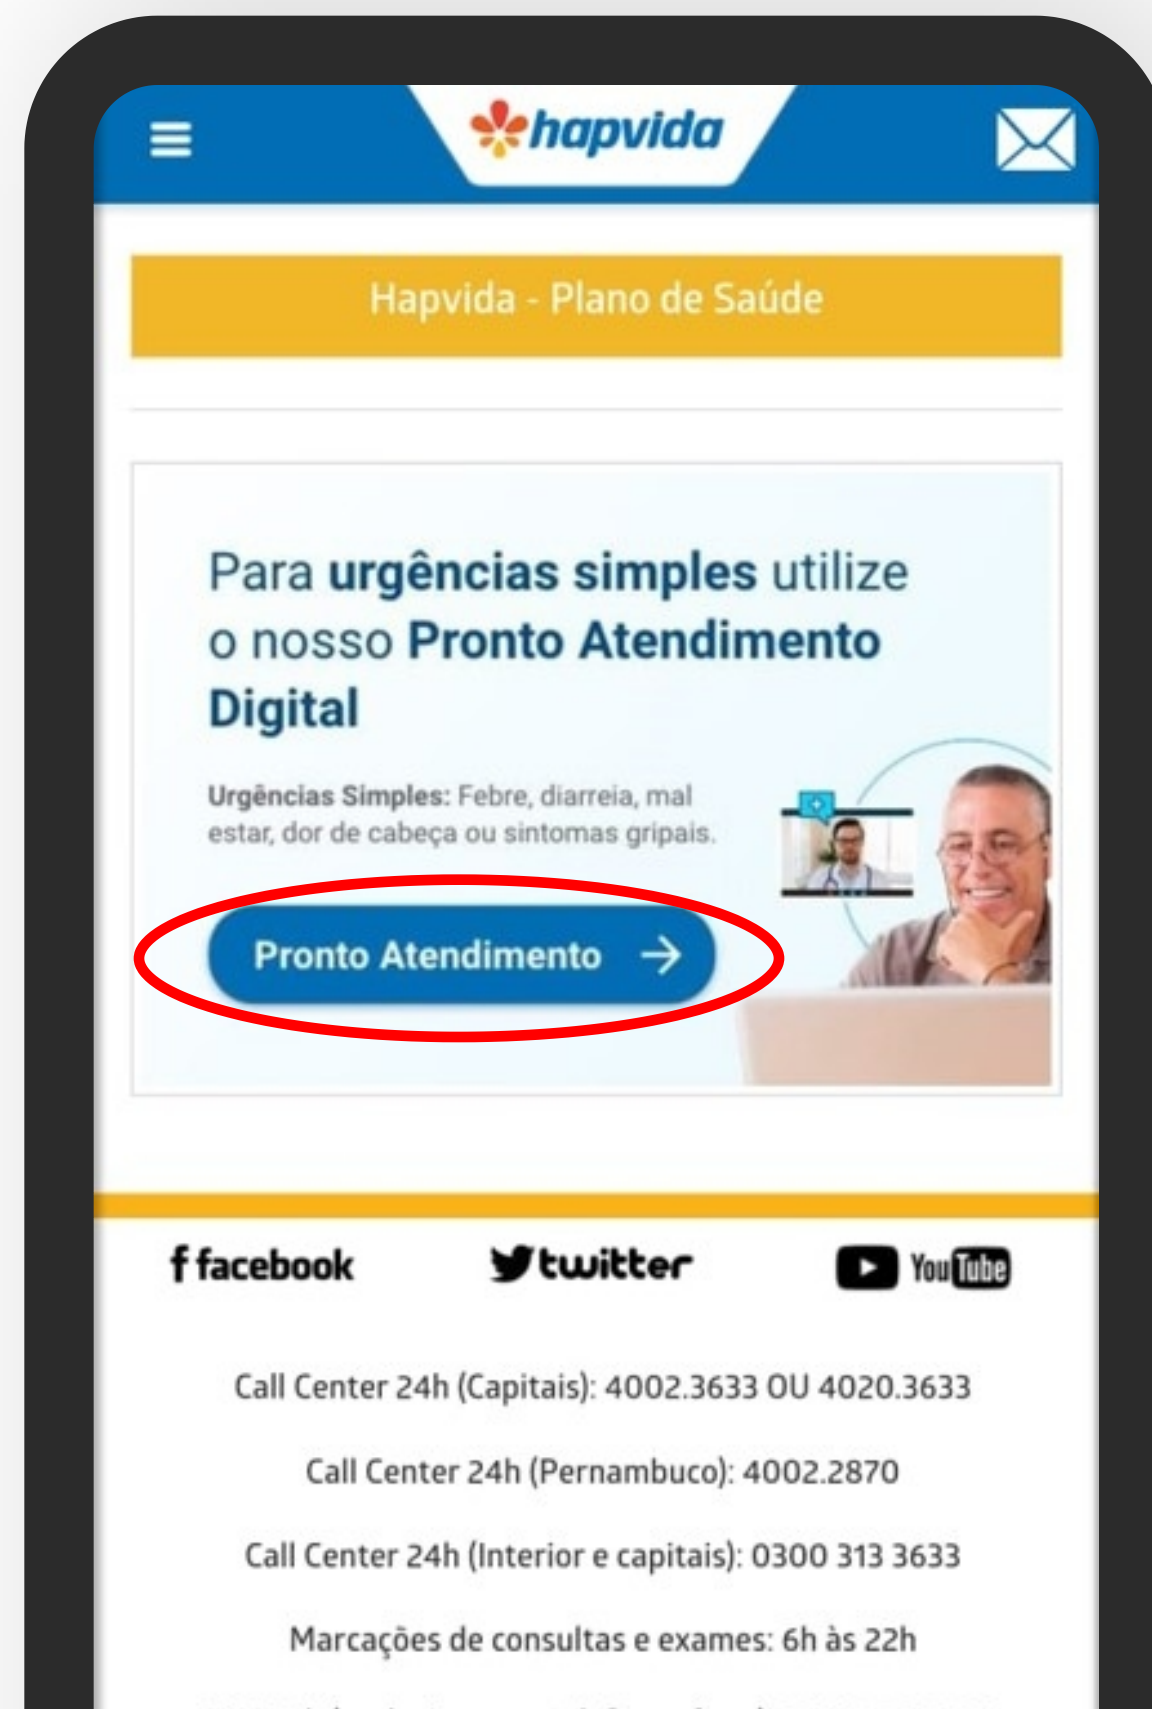 hapvida
Hapvida - Plano de Saúde
Para urgências simples utilize
o nosso Pronto Atendimento
Digital
Urgências Simples: Febre, diarreia, mal
estar, dor de cabeça ou sintomas gripais.
Pronto Atendimento
f facebook
twitter
YouTube
Call Center 24h (Capitais): 4002.3633 OU 4020.3633
Call Center 24h (Pernambuco): 4002.2870
Call Center 24h (Interior e capitais): 0300 313 3633
Marcações de consultas e exames: 6h às 22h